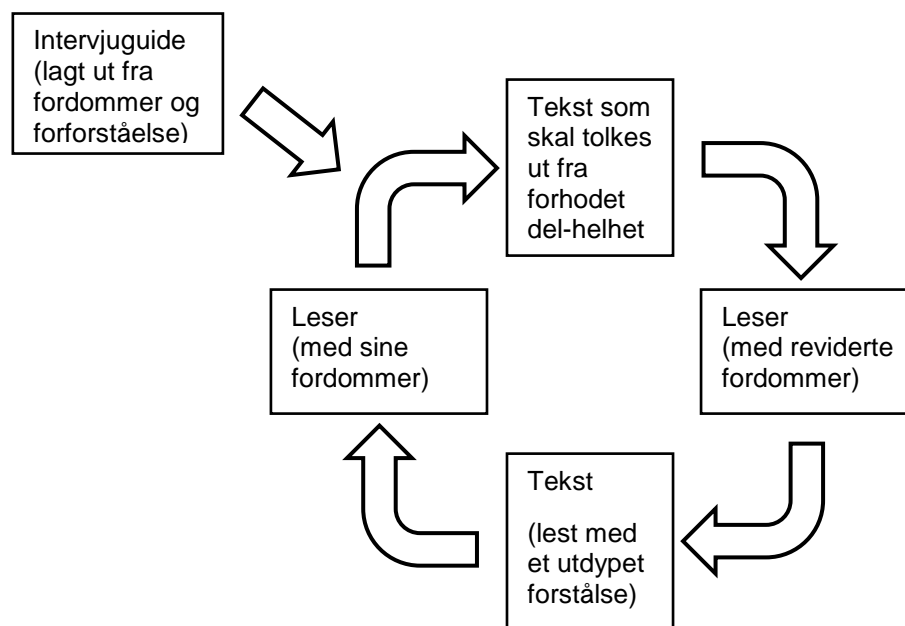 Intervjuguide
(lagt ut fra
fordommer og
forforståelse)
Tekst som
skal tolkes
ut fra
forhodet
del-helhet
Leser
(med sine
fordommer)
Leser
(med reviderte
fordommer)
Tekst
(lest med
et utdypet
forstålse)